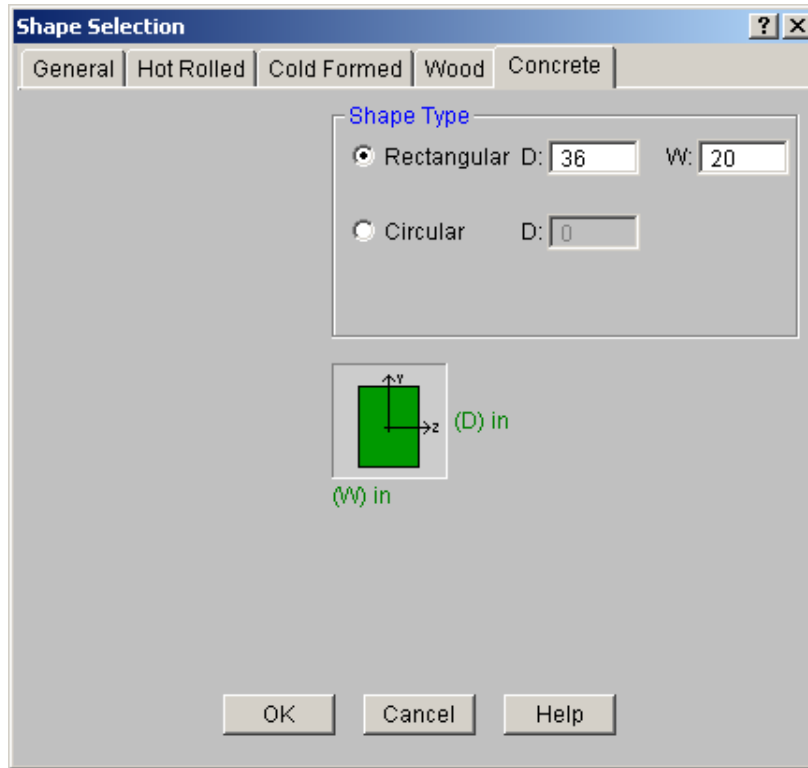 Shape Selection
General Hot Rolled Cold Formed Wood Concrete
Shape Type
Rectangular D: 36 W: 20
Circular D: 0
Y
Z
(D) in
(W) in
OK Cancel Help